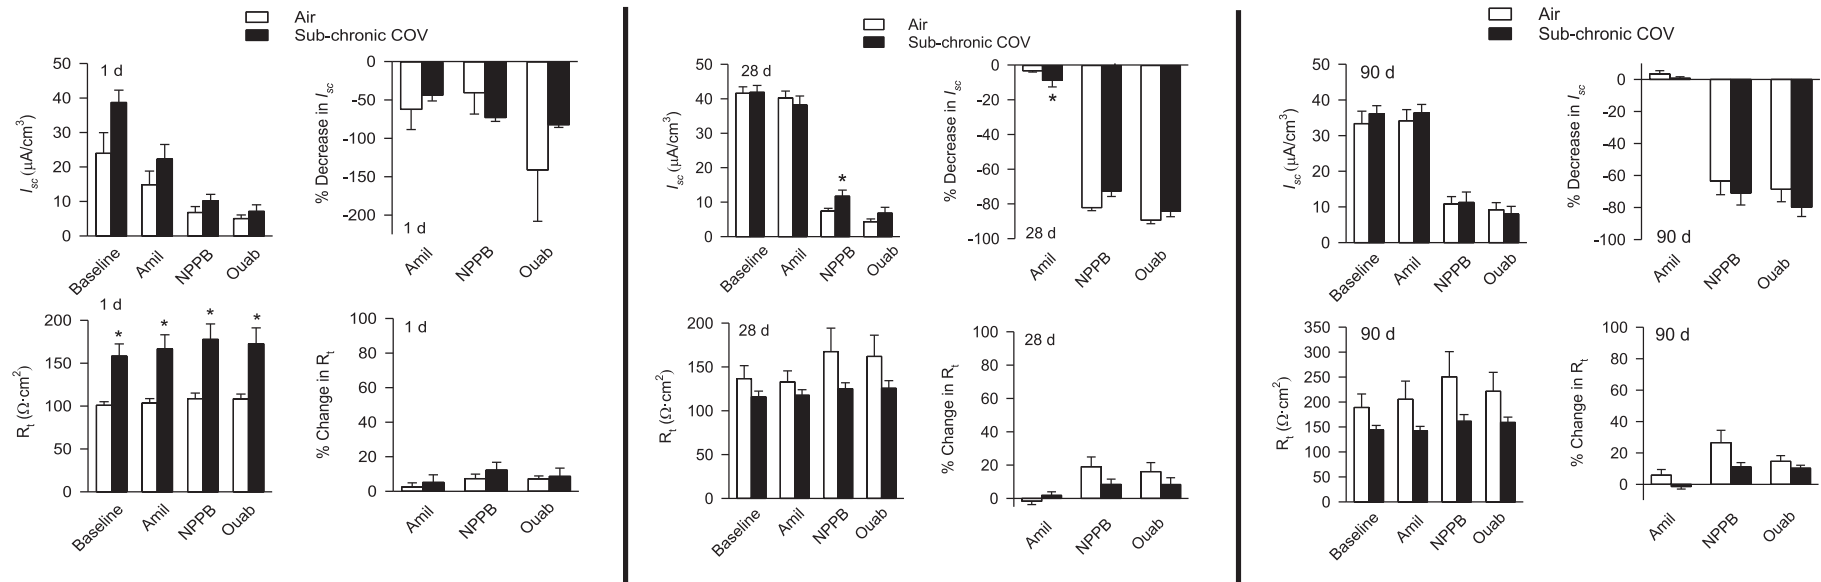 Air
Sub-chronic COV
1 d
I_sc (µA/cm³)
50
40
30
20
10
0
Baseline
Amil
NPPB
Ouab
% Decrease in I_sc
0
-50
-100
-150
-200
1 d
Amil
NPPB
Ouab
1 d
R_t (Ω·cm²)
200
150
100
50
0
* * * *
Baseline
Amil
NPPB
Ouab
1 d
% Change in R_t
100
80
60
40
20
0
Amil
NPPB
Ouab
Air
Sub-chronic COV
28 d
I_sc (µA/cm³)
50
40
30
20
10
0
*
Baseline
Amil
NPPB
Ouab
% Decrease in I_sc
0
-20
-40
-60
-80
-100
*
28 d
Amil
NPPB
Ouab
28 d
R_t (Ω·cm²)
200
150
100
50
0
Baseline
Amil
NPPB
Ouab
28 d
% Change in R_t
100
80
60
40
20
0
Amil
NPPB
Ouab
Air
Sub-chronic COV
90 d
I_sc (µA/cm³)
50
40
30
20
10
0
Baseline
Amil
NPPB
Ouab
% Decrease in I_sc
0
-20
-40
-60
-80
-100
90 d
Amil
NPPB
Ouab
90 d
R_t (Ω·cm²)
350
300
250
200
150
100
50
0
Baseline
Amil
NPPB
Ouab
90 d
% Change in R_t
100
80
60
40
20
0
Amil
NPPB
Ouab